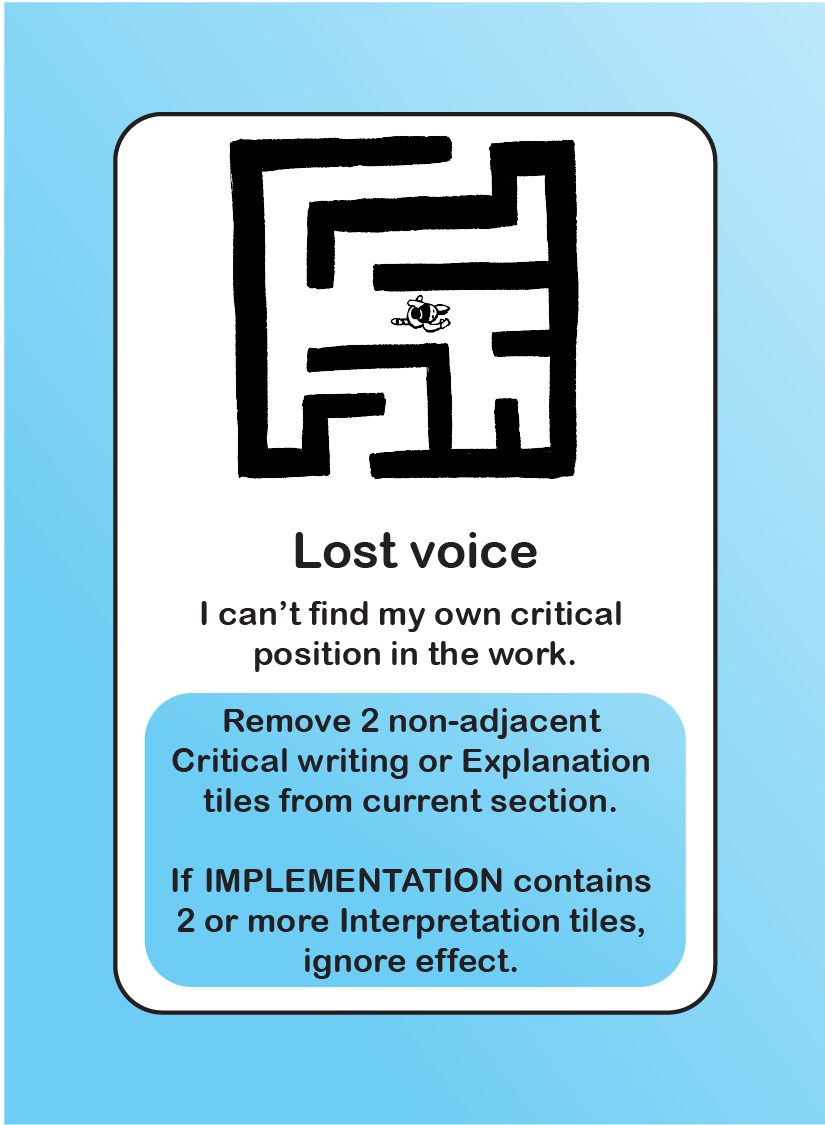 Lost voice
I can’t find my own critical
position in the work.
Remove 2 non-adjacent
Critical writing or Explanation
tiles from current section.
If IMPLEMENTATION contains
2 or more Interpretation tiles,
ignore effect.